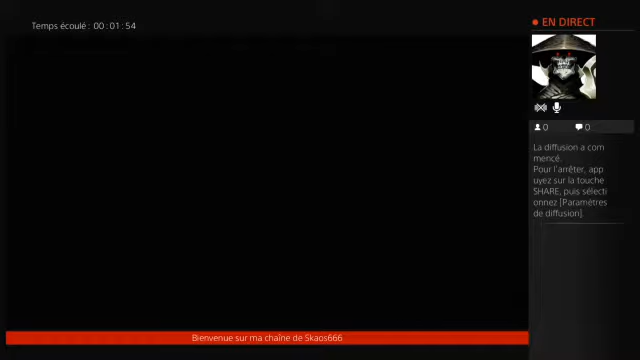 Temps écoulé : 00:01:54
EN DIRECT
0 0
La diffusion a com
mencé.
Pour l'arrêter, app
uyez sur la touche
SHARE, puis sélecti
onnez [Paramètres
de diffusion].
Bienvenue sur ma chaîne de Skaos666